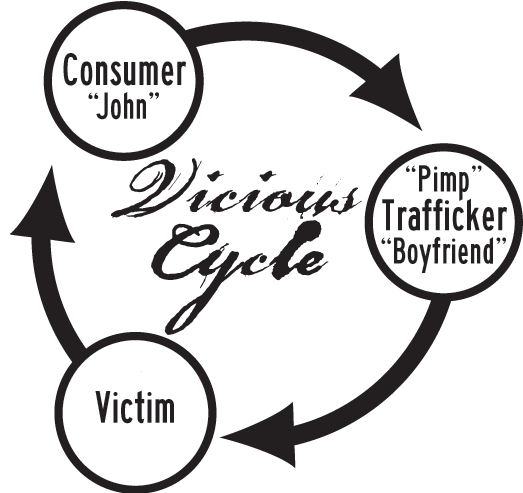 Consumer
“John”
Vicious
Cycle
“Pimp”
Trafficker
“Boyfriend”
Victim